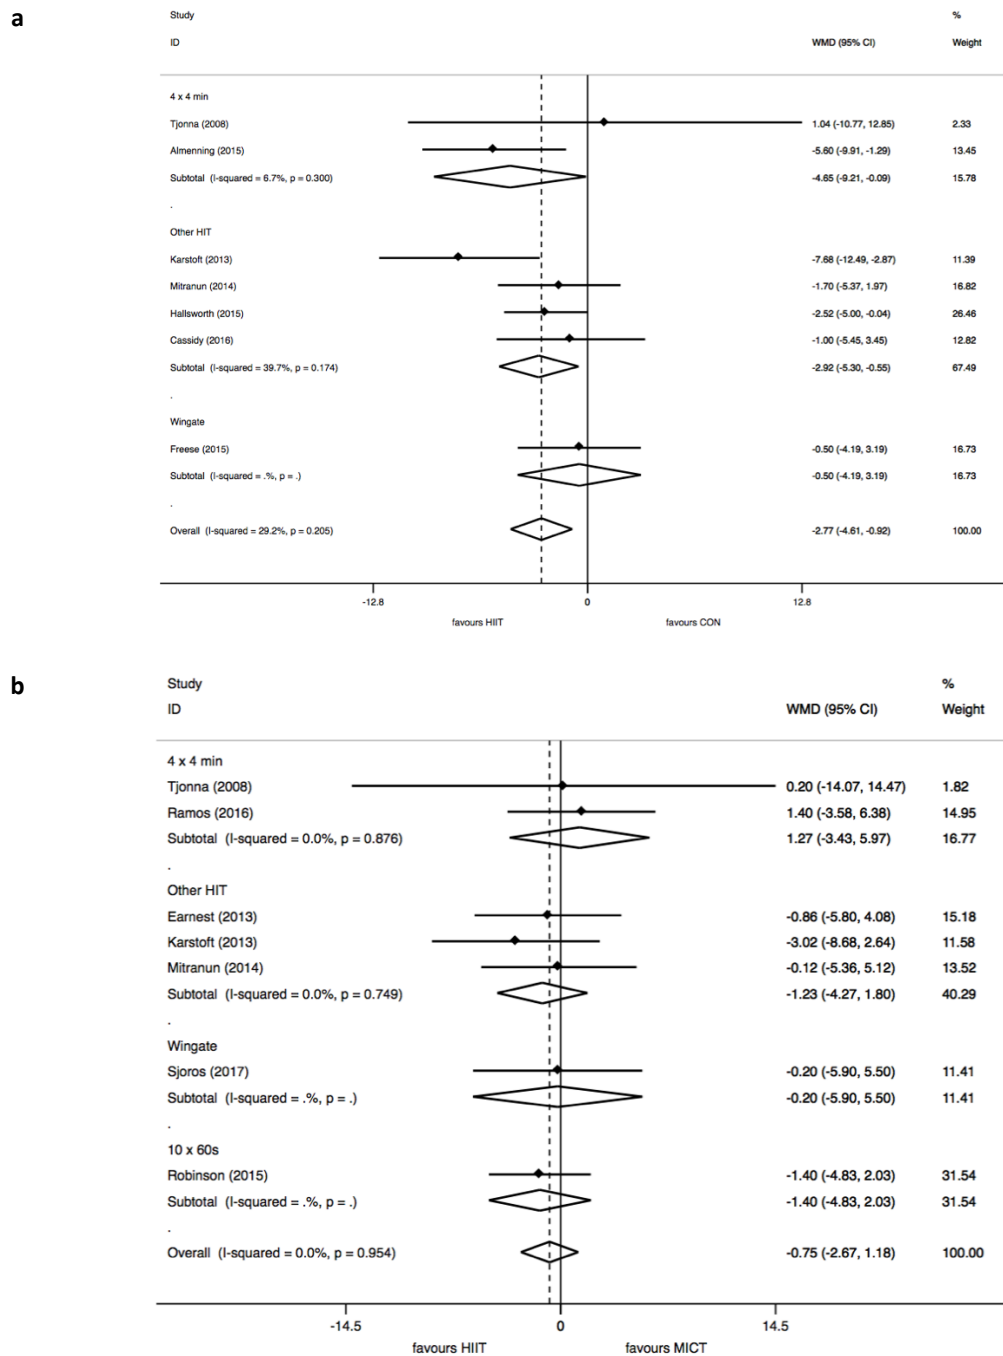 a
Study %
ID WMD (95% CI) Weight
4 x 4 min
Tjonna (2008) 1.04 (-10.77, 12.85) 2.33
Almenning (2015) -5.60 (-9.91, -1.29) 13.45
Subtotal (I-squared = 6.7%, p = 0.300) -4.65 (-9.21, -0.09) 15.78
.
Other HIT
Karstoft (2013) -7.68 (-12.49, -2.87) 11.39
Mitranun (2014) -1.70 (-5.37, 1.97) 16.82
Hallsworth (2015) -2.52 (-5.00, -0.04) 26.46
Cassidy (2016) -1.00 (-5.45, 3.45) 12.82
Subtotal (I-squared = 39.7%, p = 0.174) -2.92 (-5.30, -0.55) 67.49
.
Wingate
Freese (2015) -0.50 (-4.19, 3.19) 16.73
Subtotal (I-squared = .%, p = .) -0.50 (-4.19, 3.19) 16.73
.
Overall (I-squared = 29.2%, p = 0.205) -2.77 (-4.61, -0.92) 100.00
-12.8 0 12.8
favours HIIT favours CON
b
Study %
ID WMD (95% CI) Weight
4 x 4 min
Tjonna (2008) 0.20 (-14.07, 14.47) 1.82
Ramos (2016) 1.40 (-3.58, 6.38) 14.95
Subtotal (I-squared = 0.0%, p = 0.876) 1.27 (-3.43, 5.97) 16.77
.
Other HIT
Earnest (2013) -0.86 (-5.80, 4.08) 15.18
Karstoft (2013) -3.02 (-8.68, 2.64) 11.58
Mitranun (2014) -0.12 (-5.36, 5.12) 13.52
Subtotal (I-squared = 0.0%, p = 0.749) -1.23 (-4.27, 1.80) 40.29
.
Wingate
Sjoros (2017) -0.20 (-5.90, 5.50) 11.41
Subtotal (I-squared = .%, p = .) -0.20 (-5.90, 5.50) 11.41
.
10 x 60s
Robinson (2015) -1.40 (-4.83, 2.03) 31.54
Subtotal (I-squared = .%, p = .) -1.40 (-4.83, 2.03) 31.54
.
Overall (I-squared = 0.0%, p = 0.954) -0.75 (-2.67, 1.18) 100.00
-14.5 0 14.5
favours HIIT favours MICT